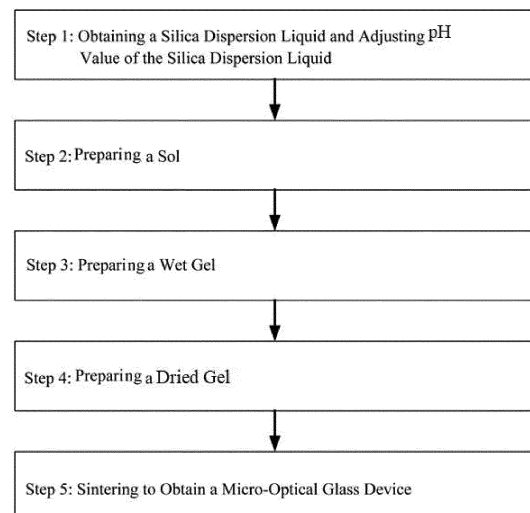 Step 1: Obtaining a Silica Dispersion Liquid and Adjusting pH
Value of the Silica Dispersion Liquid
Step 2: Preparing a Sol
Step 3: Preparing a Wet Gel
Step 4: Preparing a Dried Gel
Step 5: Sintering to Obtain a Micro-Optical Glass Device